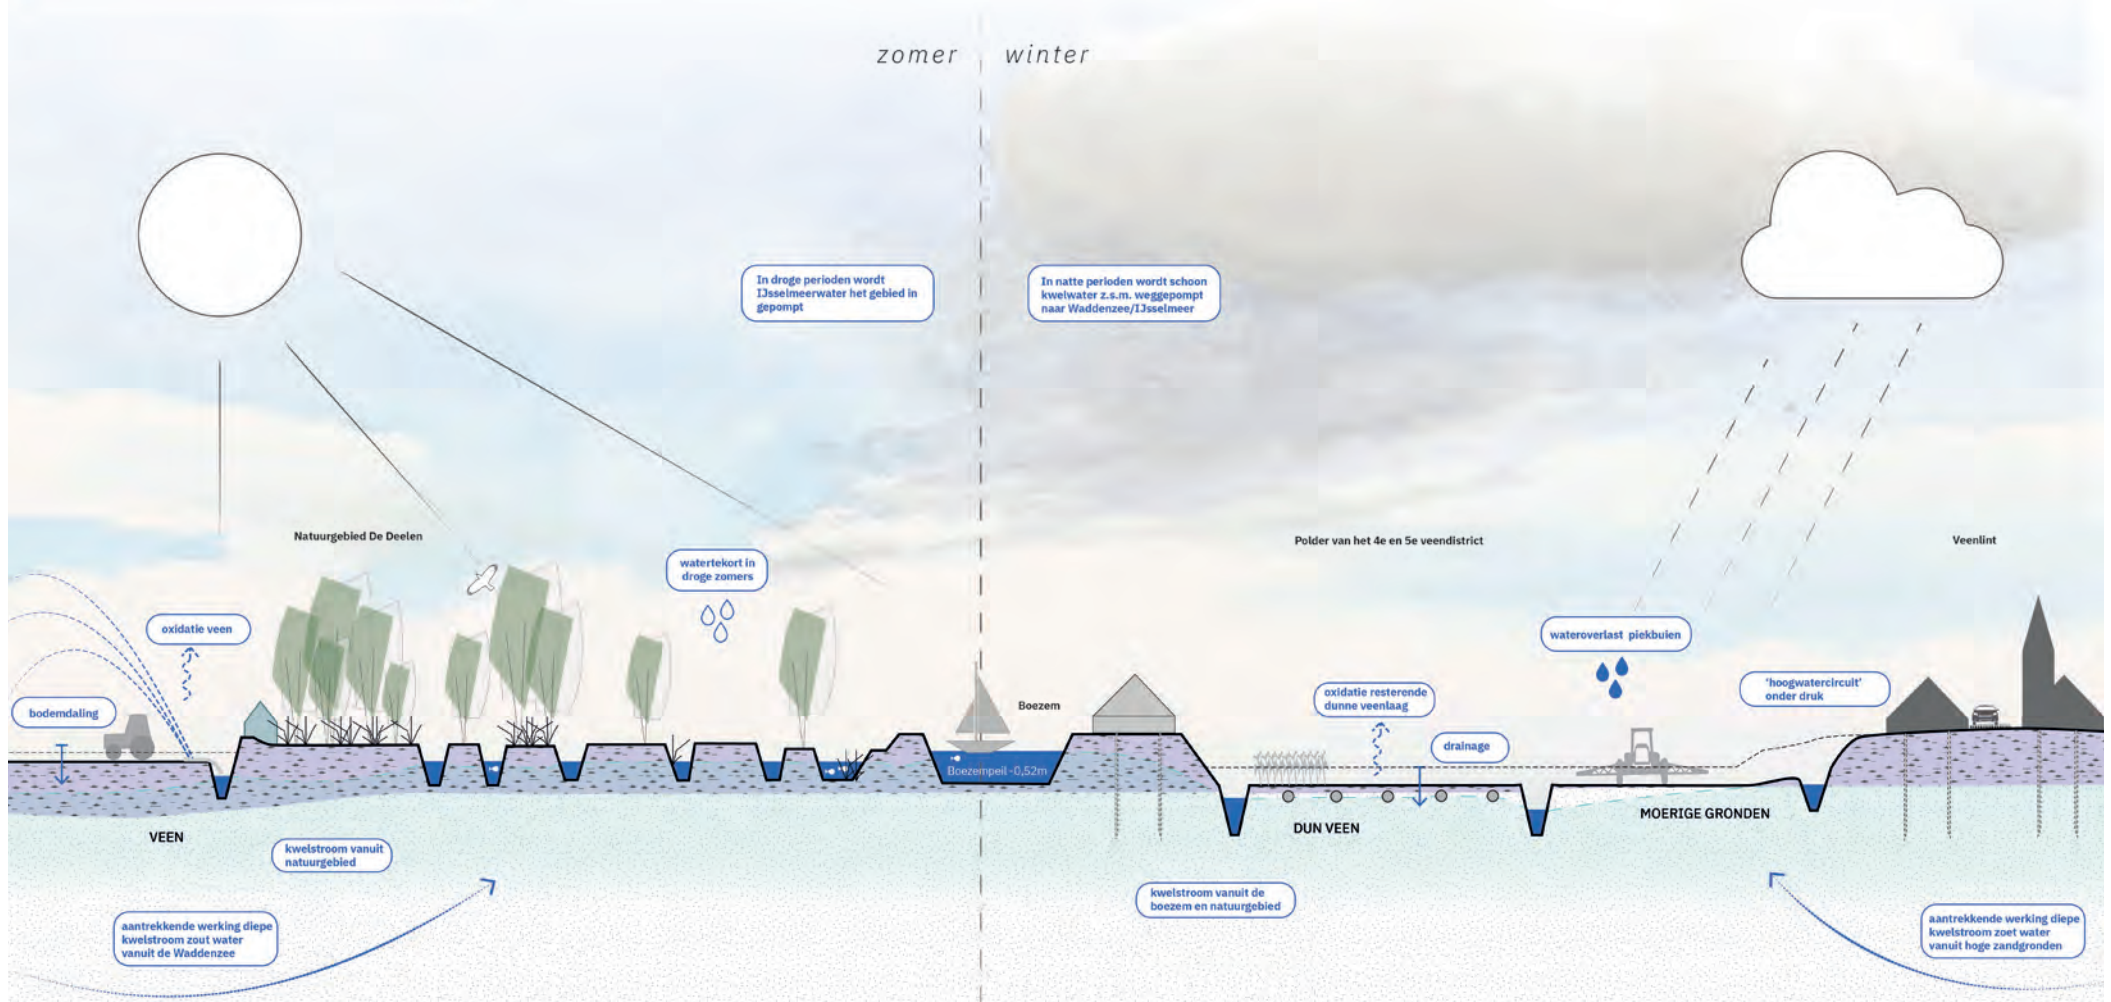 zomer
winter
In droge perioden wordt
IJsselmeerwater het gebied in
gepompt
In natte perioden wordt schoon
kwelwater z.s.m. weggepompt
naar Waddenzee/IJsselmeer
Natuurgebied De Deelen
Polder van het 4e en 5e veendistrict
Veenlint
watertekort in
droge zomers
oxidatie veen
wateroverlast piekbuien
bodemdaling
Boezem
oxidatie resterende
dunne veenlaag
'hoogwatercircuit'
onder druk
drainage
Boezempeil -0,52m
VEEN
DUN VEEN
MOERIGE GRONDEN
kwelstroom vanuit
natuurgebied
kwelstroom vanuit de
boezem en natuurgebied
aantrekkende werking diepe
kwelstroom zout water
vanuit de Waddenzee
aantrekkende werking diepe
kwelstroom zoet water
vanuit hoge zandgronden